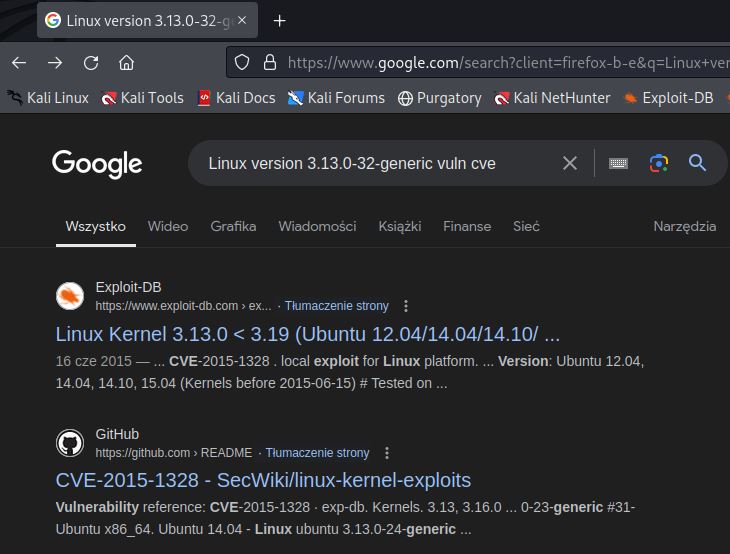 Linux version 3.13.0-32-g
https://www.google.com/search?client=firefox-b-e&q=Linux+ver
Kali Linux Kali Tools Kali Docs Kali Forums Purgatory Kali NetHunter Exploit-DB
Google Linux version 3.13.0-32-generic vuln cve
Wszystko Wideo Grafika Wiadomości Książki Finanse Sieć Narzędzia
Exploit-DB
https://www.exploit-db.com › ex... · Tłumaczenie strony
Linux Kernel 3.13.0 < 3.19 (Ubuntu 12.04/14.04/14.10/ ...
16 cze 2015 — ... CVE-2015-1328 . local exploit for Linux platform. ... Version: Ubuntu 12.04,
14.04, 14.10, 15.04 (Kernels before 2015-06-15) # Tested on ...
GitHub
https://github.com › README · Tłumaczenie strony
CVE-2015-1328 - SecWiki/linux-kernel-exploits
Vulnerability reference: CVE-2015-1328 · exp-db. Kernels. 3.13, 3.16.0 ... 0-23-generic #31-
Ubuntu x86_64. Ubuntu 14.04 - Linux ubuntu 3.13.0-24-generic ...